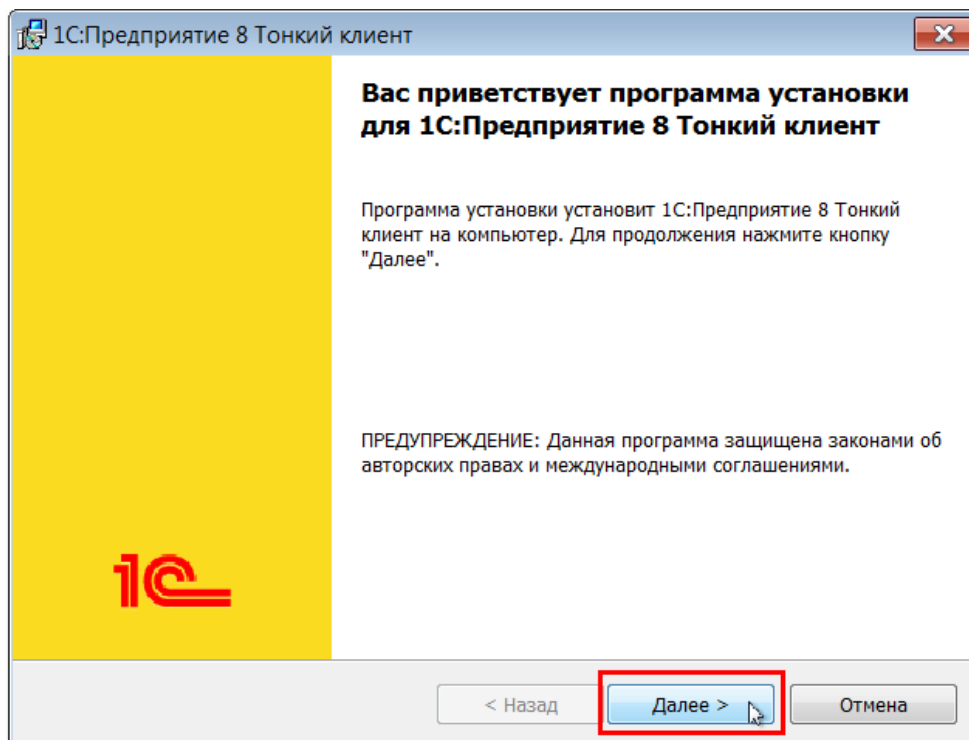 1С:Предприятие 8 Тонкий клиент
Вас приветствует программа установки
для 1С:Предприятие 8 Тонкий клиент
Программа установки установит 1С:Предприятие 8 Тонкий
клиент на компьютер. Для продолжения нажмите кнопку
"Далее".
ПРЕДУПРЕЖДЕНИЕ: Данная программа защищена законами об
авторских правах и международными соглашениями.
1С
< Назад
Далее >
Отмена